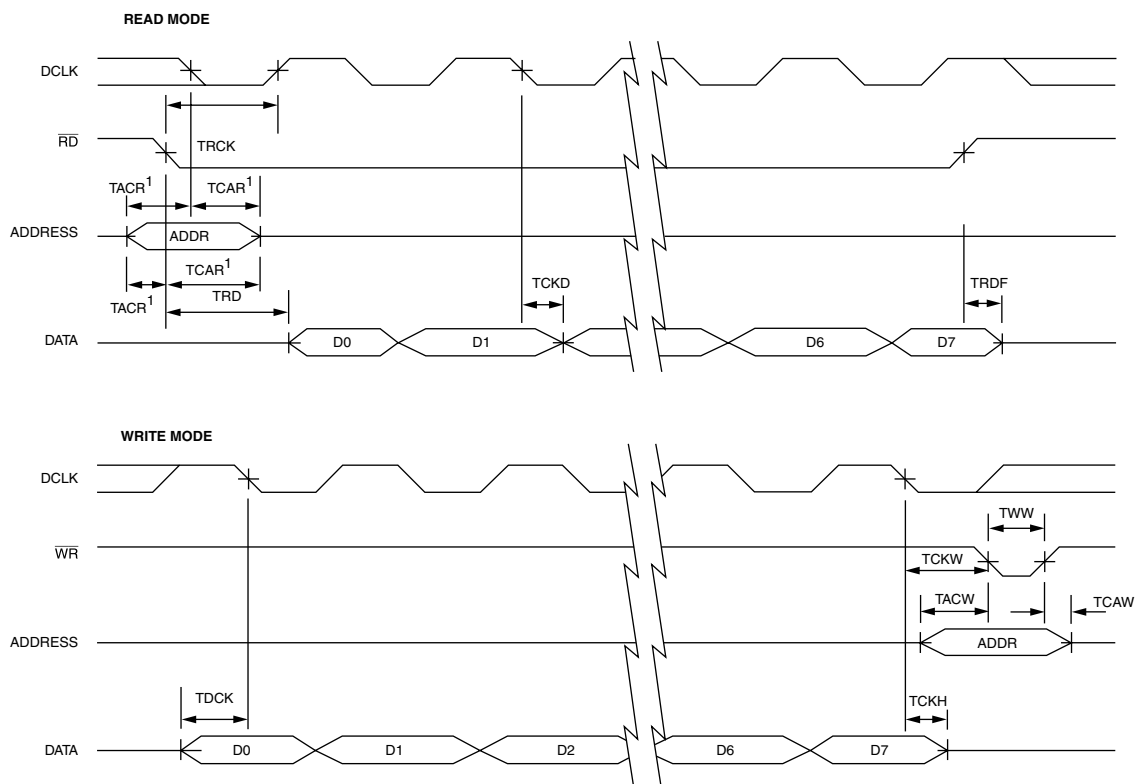 READ MODE
DCLK
TRCK
RD
TACR1 TCAR1
ADDRESS
ADDR
TCAR1
TACR1
TRD
TCKD
TRDF
DATA
D0 D1 D6 D7
WRITE MODE
DCLK
TWW
WR
TCKW
TACW
TCAW
ADDRESS
ADDR
TDCK
TCKH
DATA
D0 D1 D2 D6 D7